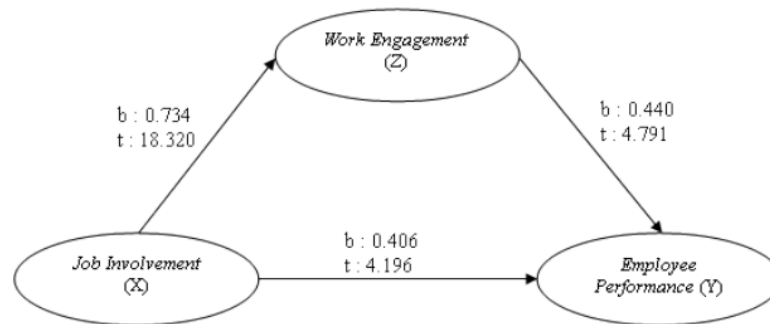 Work Engagement
(Z)
b : 0.734
t : 18.320
b : 0.440
t : 4.791
Job Involvement
(X)
b : 0.406
t : 4.196
Employee
Performance (Y)